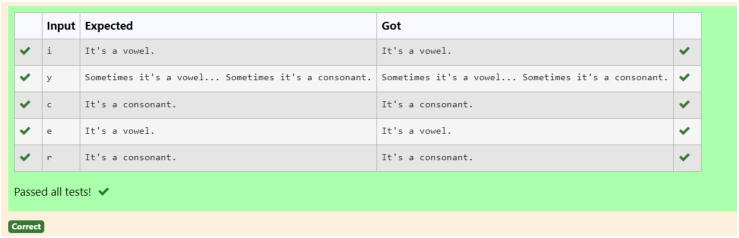 Input Expected Got
i It's a vowel. It's a vowel.
y Sometimes it's a vowel... Sometimes it's a consonant. Sometimes it's a vowel... Sometimes it's a consonant.
c It's a consonant. It's a consonant.
e It's a vowel. It's a vowel.
r It's a consonant. It's a consonant.
Passed all tests!
Correct